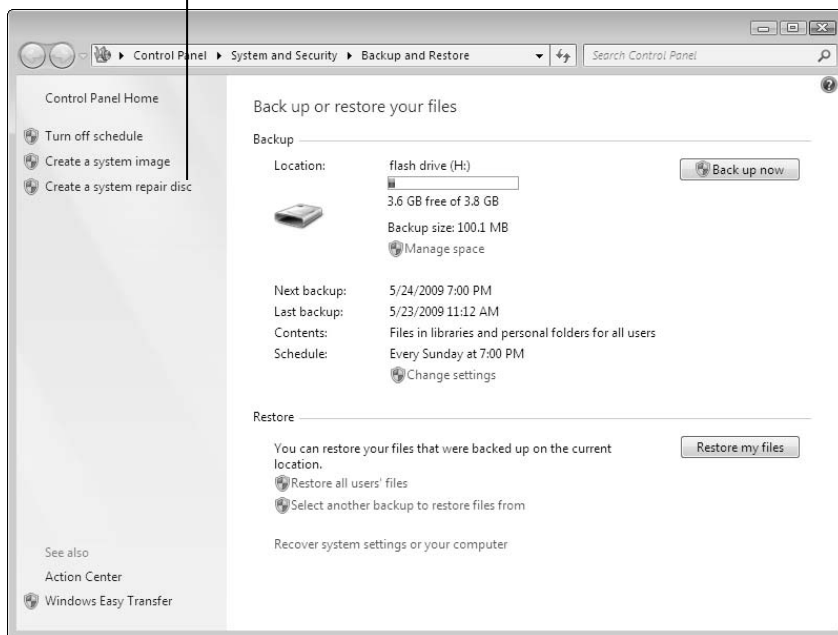 Control Panel
System and Security
Backup and Restore
Search Control Panel
Control Panel Home
Turn off schedule
Create a system image
Create a system repair disc
See also
Action Center
Windows Easy Transfer
Back up or restore your files
Backup
Location: flash drive (H:)
Back up now
3.6 GB free of 3.8 GB
Backup size: 100.1 MB
Manage space
Next backup: 5/24/2009 7:00 PM
Last backup: 5/23/2009 11:12 AM
Contents: Files in libraries and personal folders for all users
Schedule: Every Sunday at 7:00 PM
Change settings
Restore
You can restore your files that were backed up on the current
location.
Restore my files
Restore all users' files
Select another backup to restore files from
Recover system settings or your computer